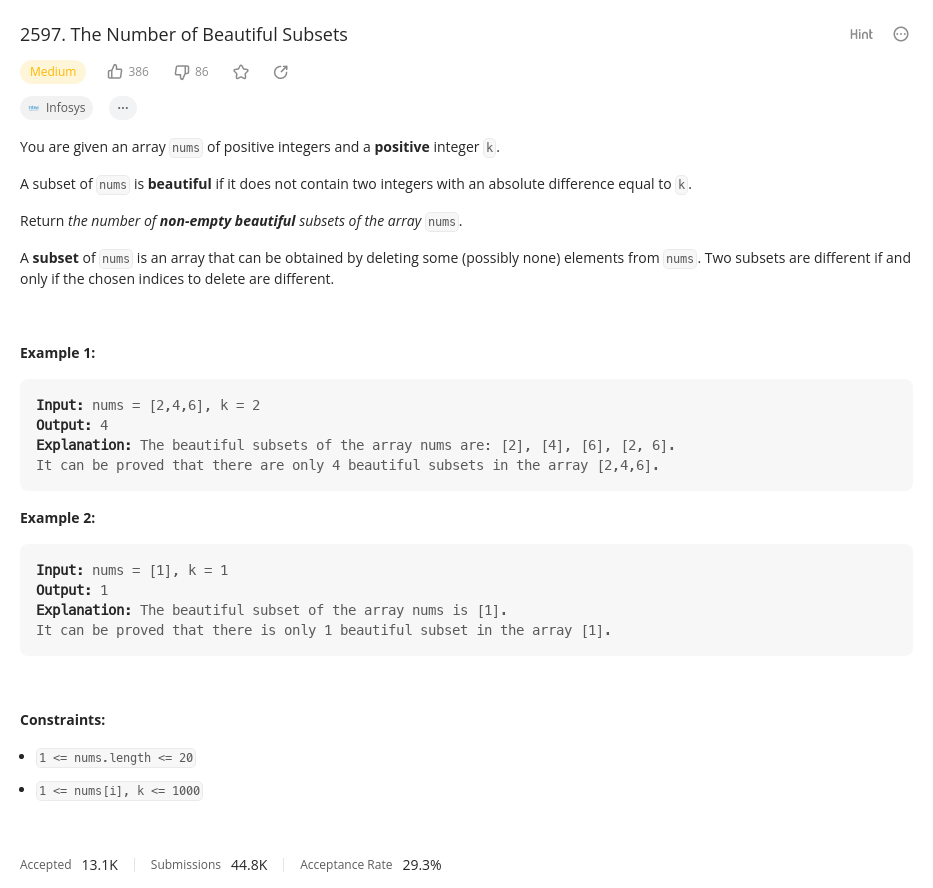 2597. The Number of Beautiful Subsets
Hint
Medium 386 86
Infosys ...
You are given an array nums of positive integers and a positive integer k.
A subset of nums is beautiful if it does not contain two integers with an absolute difference equal to k.
Return the number of non-empty beautiful subsets of the array nums.
A subset of nums is an array that can be obtained by deleting some (possibly none) elements from nums. Two subsets are different if and
only if the chosen indices to delete are different.
Example 1:
Input: nums = [2,4,6], k = 2
Output: 4
Explanation: The beautiful subsets of the array nums are: [2], [4], [6], [2, 6].
It can be proved that there are only 4 beautiful subsets in the array [2,4,6].
Example 2:
Input: nums = [1], k = 1
Output: 1
Explanation: The beautiful subset of the array nums is [1].
It can be proved that there is only 1 beautiful subset in the array [1].
Constraints:
• 1 <= nums.length <= 20
• 1 <= nums[i], k <= 1000
Accepted 13.1K Submissions 44.8K Acceptance Rate 29.3%